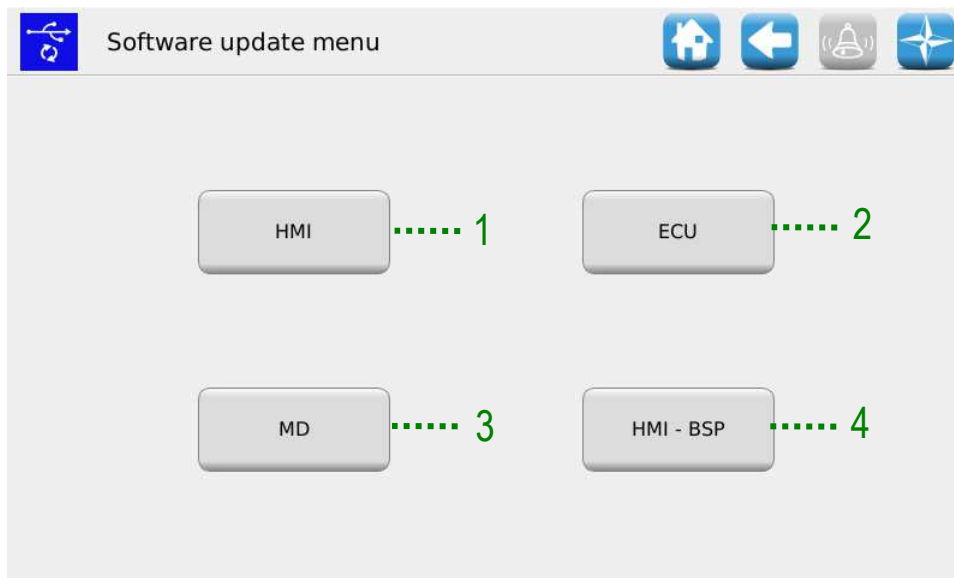 Software update menu
HMI 1
ECU 2
MD 3
HMI - BSP 4